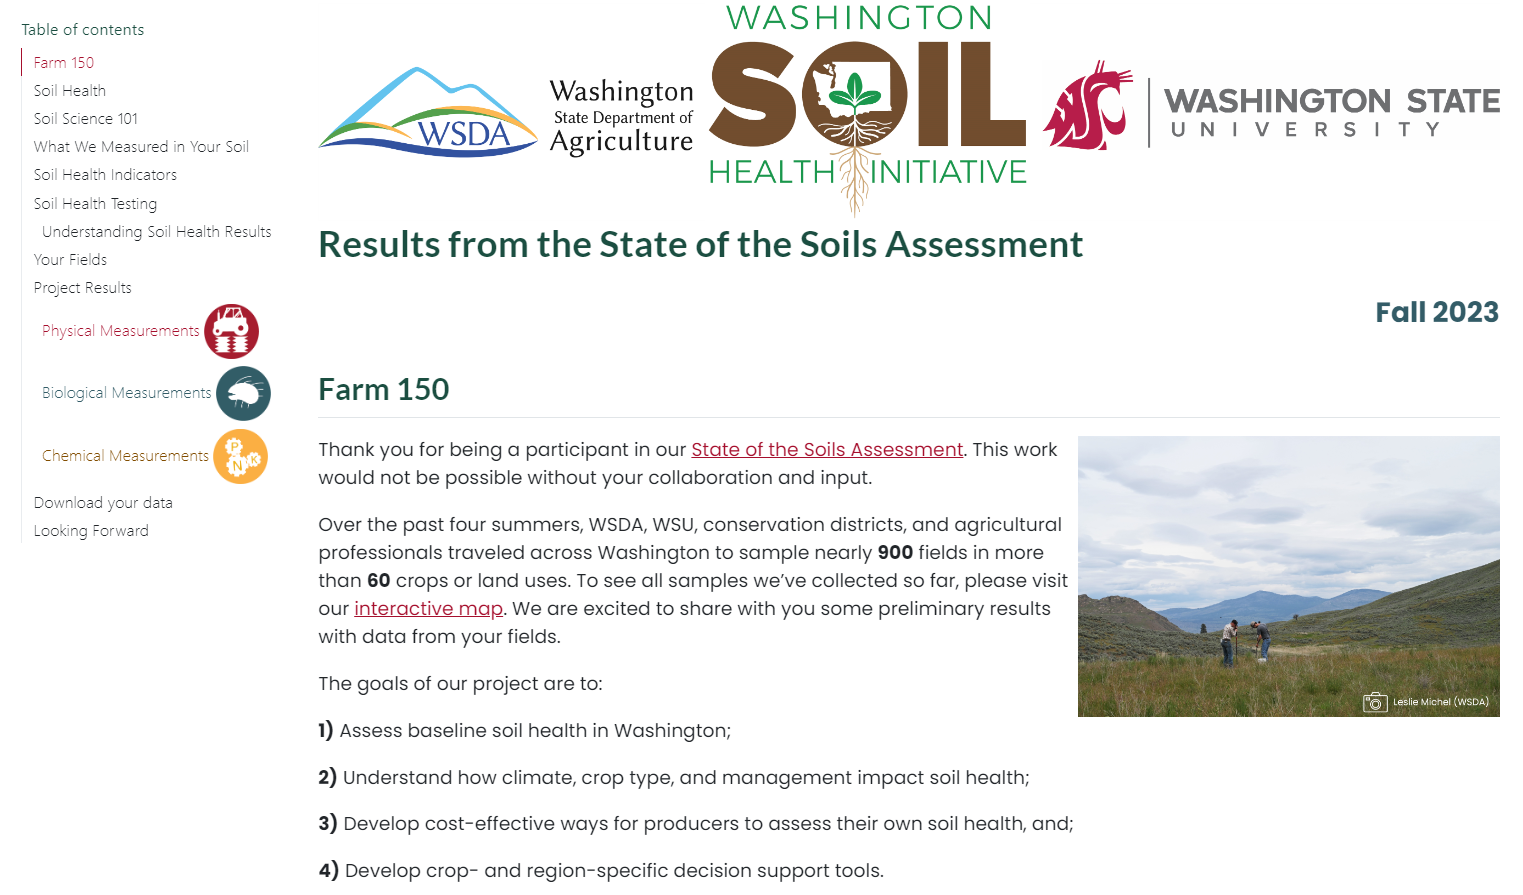 Table of contents
Farm 150
Soil Health
Soil Science 101
What We Measured in Your Soil
Soil Health Indicators
Soil Health Testing
Understanding Soil Health Results
Your Fields
Project Results
Physical Measurements
Biological Measurements
Chemical Measurements
P
N K
Download your data
Looking Forward
WSDA
Washington
State Department of
Agriculture
WASHINGTON
SOIL
HEALTH INITIATIVE
WSU
WASHINGTON STATE
UNIVERSITY
Results from the State of the Soils Assessment
Fall 2023
Farm 150
Thank you for being a participant in our State of the Soils Assessment. This work
would not be possible without your collaboration and input.
Over the past four summers, WSDA, WSU, conservation districts, and agricultural
professionals traveled across Washington to sample nearly 900 fields in more
than 60 crops or land uses. To see all samples we’ve collected so far, please visit
our interactive map. We are excited to share with you some preliminary results
with data from your fields.
The goals of our project are to:
1) Assess baseline soil health in Washington;
2) Understand how climate, crop type, and management impact soil health;
3) Develop cost-effective ways for producers to assess their own soil health, and;
4) Develop crop- and region-specific decision support tools.
Leslie Michel (WSDA)